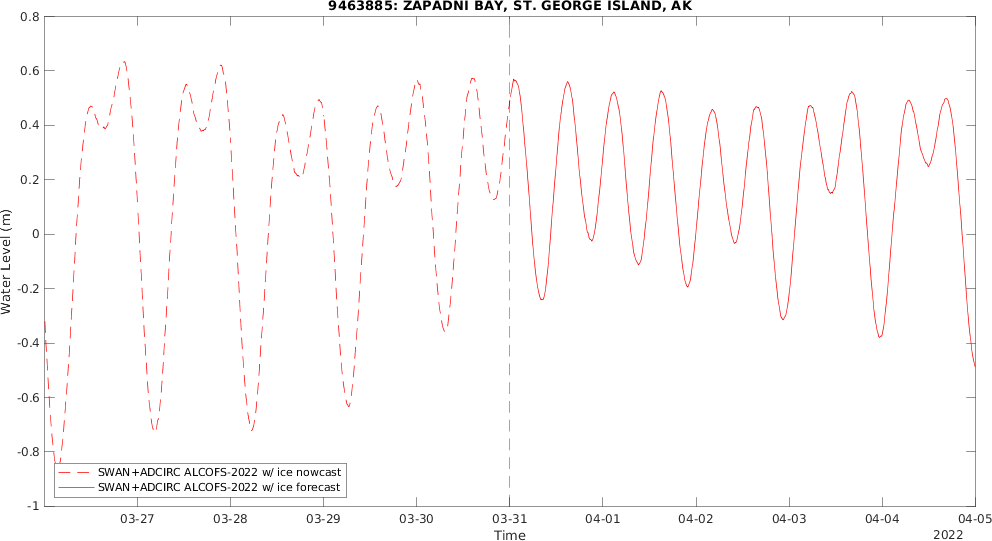 9463885: ZAPADNI BAY, ST. GEORGE ISLAND, AK
0.8
0.6
0.4
0.2
0
-0.2
-0.4
-0.6
-0.8
-1
Water Level (m)
SWAN+ADCIRC ALCOFS-2022 w/ ice nowcast
SWAN+ADCIRC ALCOFS-2022 w/ ice forecast
03-27 03-28 03-29 03-30 03-31 04-01 04-02 04-03 04-04 04-05
Time
2022